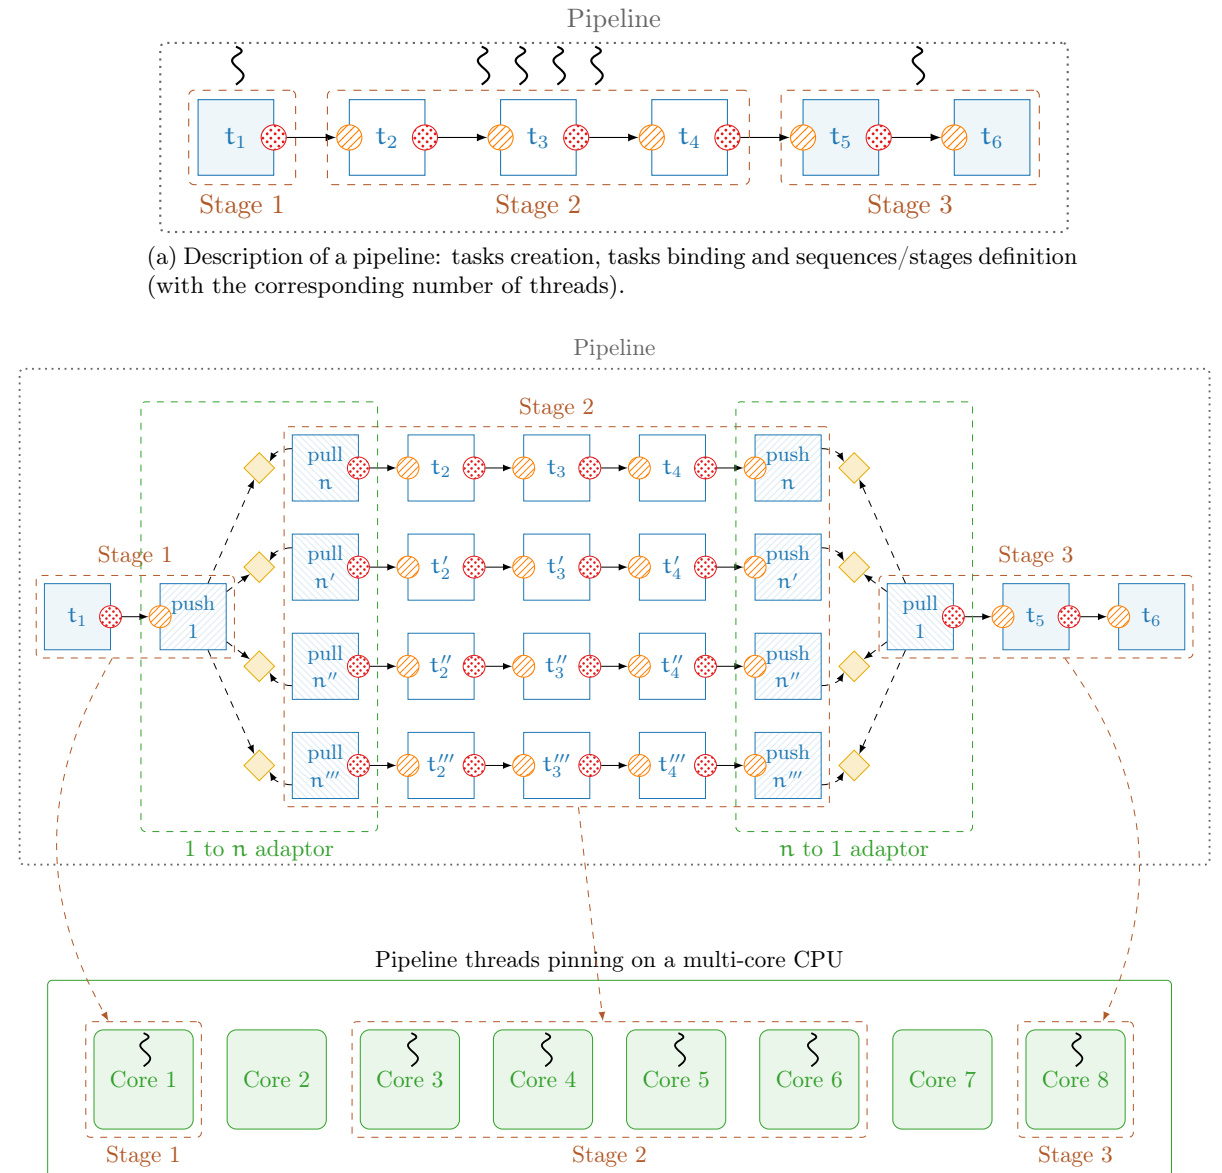 Pipeline
t1 t2 t3 t4 t5 t6
Stage 1 Stage 2 Stage 3
(a) Description of a pipeline: tasks creation, tasks binding and sequences/stages definition
(with the corresponding number of threads).
Pipeline
Stage 2
pull n t2 t3 t4 push n
Stage 1
Stage 3
pull n′ t′2 t′3 t′4 push n′
t1 push 1
pull 1 t5 t6
pull n″ t″2 t″3 t″4 push n″
pull n‴ t‴2 t‴3 t‴4 push n‴
1 to n adaptor n to 1 adaptor
Pipeline threads pinning on a multi-core CPU
Core 1 Core 2 Core 3 Core 4 Core 5 Core 6 Core 7 Core 8
Stage 1 Stage 2 Stage 3